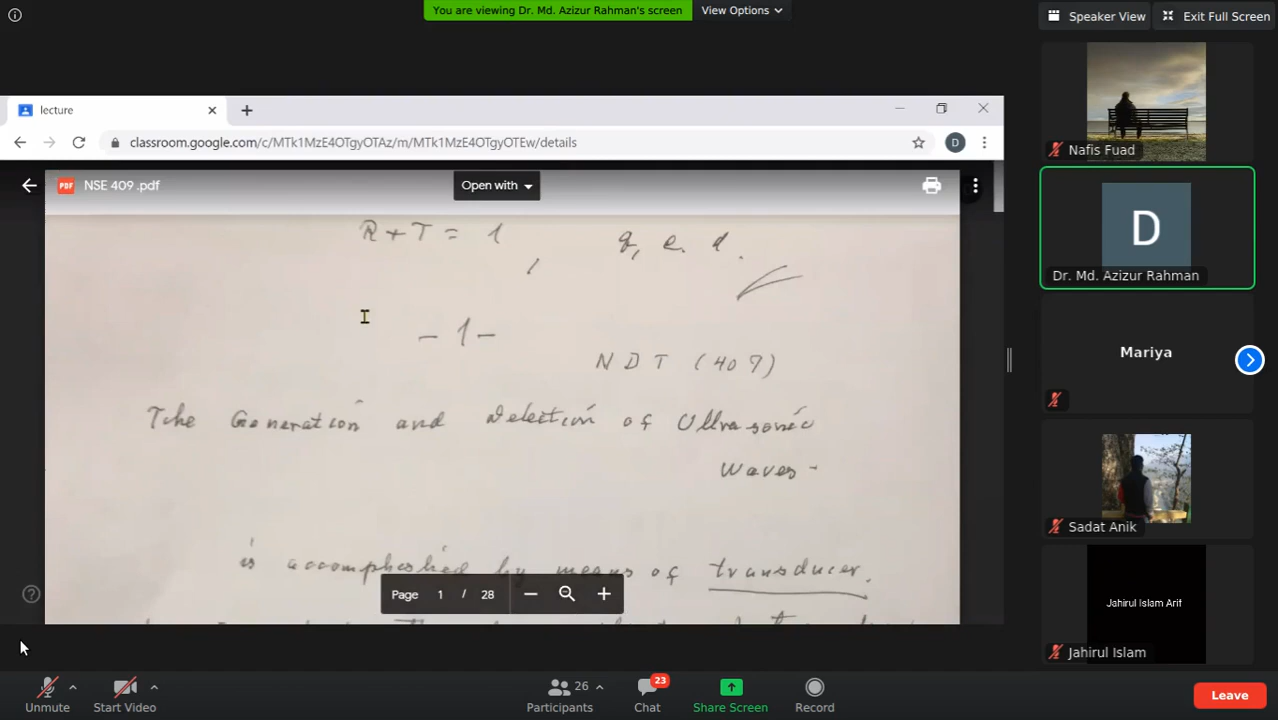 You are viewing Dr. Md. Azizur Rahman's screen
View Options
Speaker View
Exit Full Screen
lecture
classroom.google.com/c/MTk1MzE4OTgyOTAz/m/MTk1MzE4OTgyOTEw/details
D
NSE 409 .pdf
Open with
R + T = 1, q. e. d.
- 1 -
NDT (407)
The Generation and Detection of Ultrasonic
Waves -
is accomplished by means of transducer.
Page 1 / 28
Nafis Fuad
D
Dr. Md. Azizur Rahman
Mariya
Sadat Anik
Jahirul Islam Arif
Jahirul Islam
Unmute
Start Video
26
Participants
23
Chat
Share Screen
Record
Leave